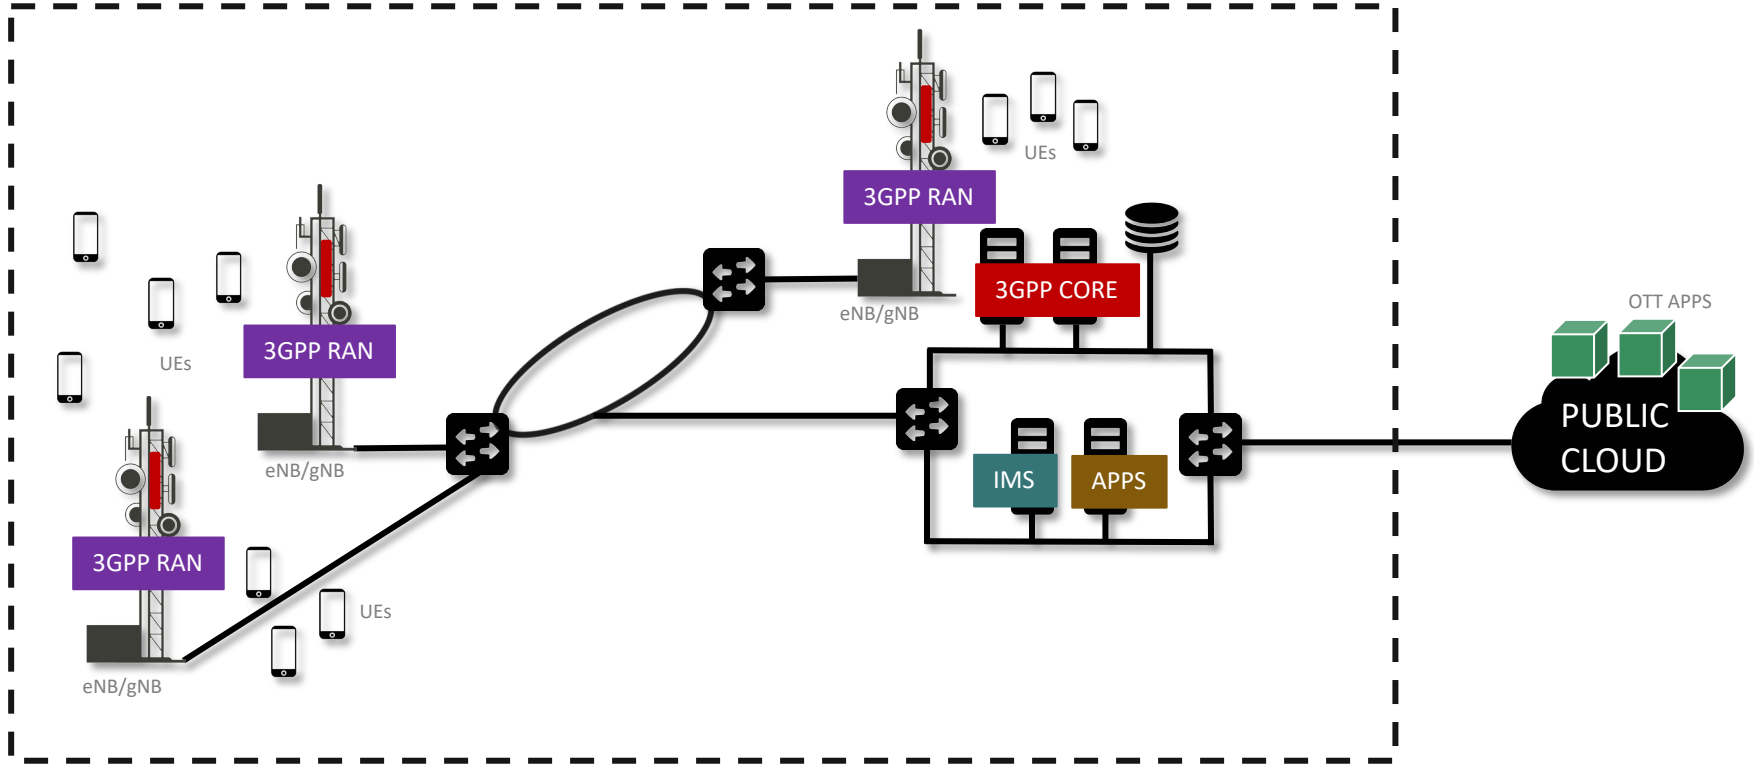 UEs
3GPP RAN
3GPP CORE
eNB/gNB
OTT APPS
3GPP RAN
UEs
PUBLIC
CLOUD
eNB/gNB
IMS
APPS
3GPP RAN
UEs
eNB/gNB